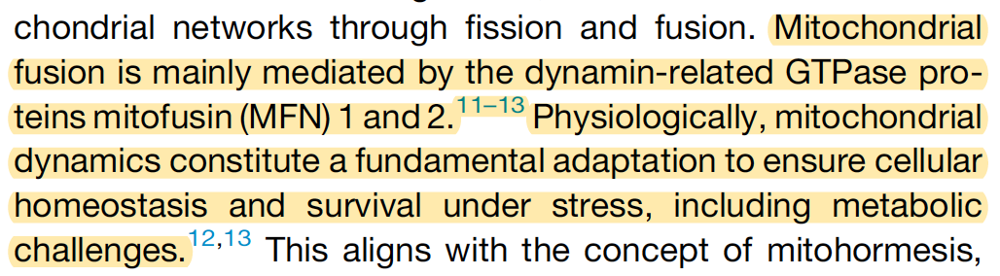 chondrial networks through fission and fusion. Mitochondrial
fusion is mainly mediated by the dynamin-related GTPase pro-
teins mitofusin (MFN) 1 and 2.11–13 Physiologically, mitochondrial
dynamics constitute a fundamental adaptation to ensure cellular
homeostasis and survival under stress, including metabolic
challenges.12,13 This aligns with the concept of mitohormesis,